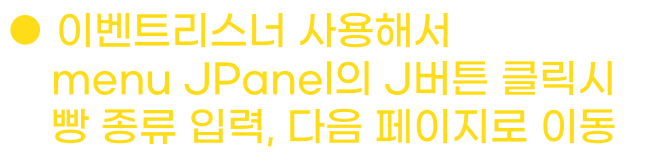 ● 이벤트리스너 사용해서
menu JPanel의 J버튼 클릭시
빵 종류 입력, 다음 페이지로 이동